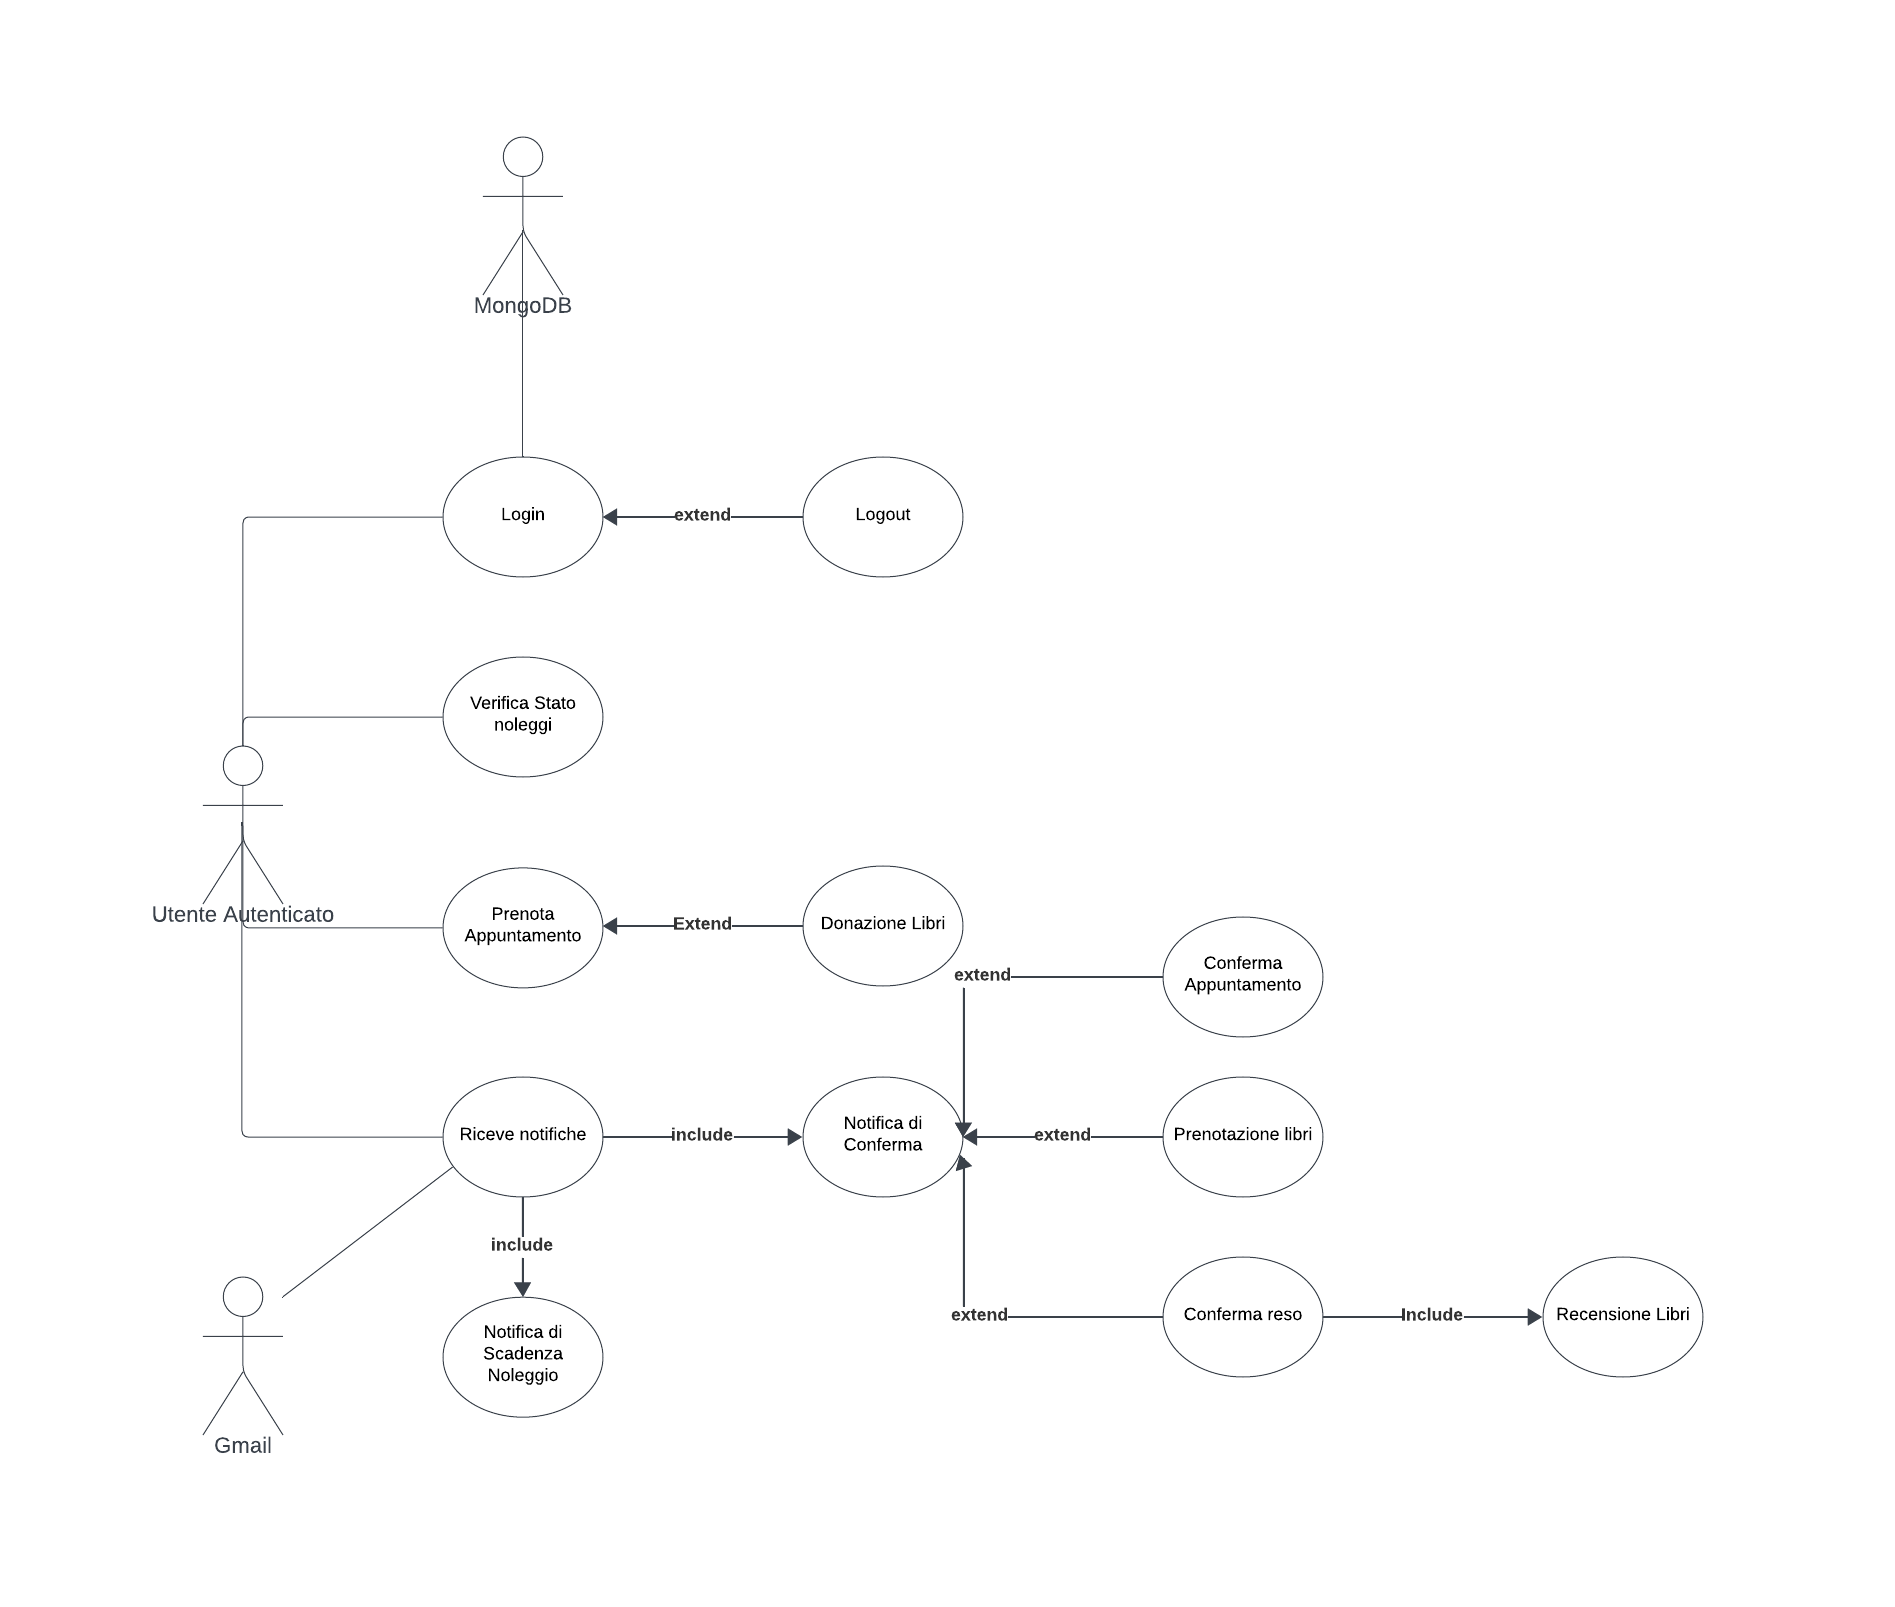 MongoDB
Login
extend
Logout
Verifica Stato
noleggi
Utente Autenticato
Prenota
Appuntamento
Extend
Donazione Libri
extend
Conferma
Appuntamento
Riceve notifiche
include
Notifica di
Conferma
extend
Prenotazione libri
include
Notifica di
Scadenza
Noleggio
extend
Conferma reso
Include
Recensione Libri
Gmail